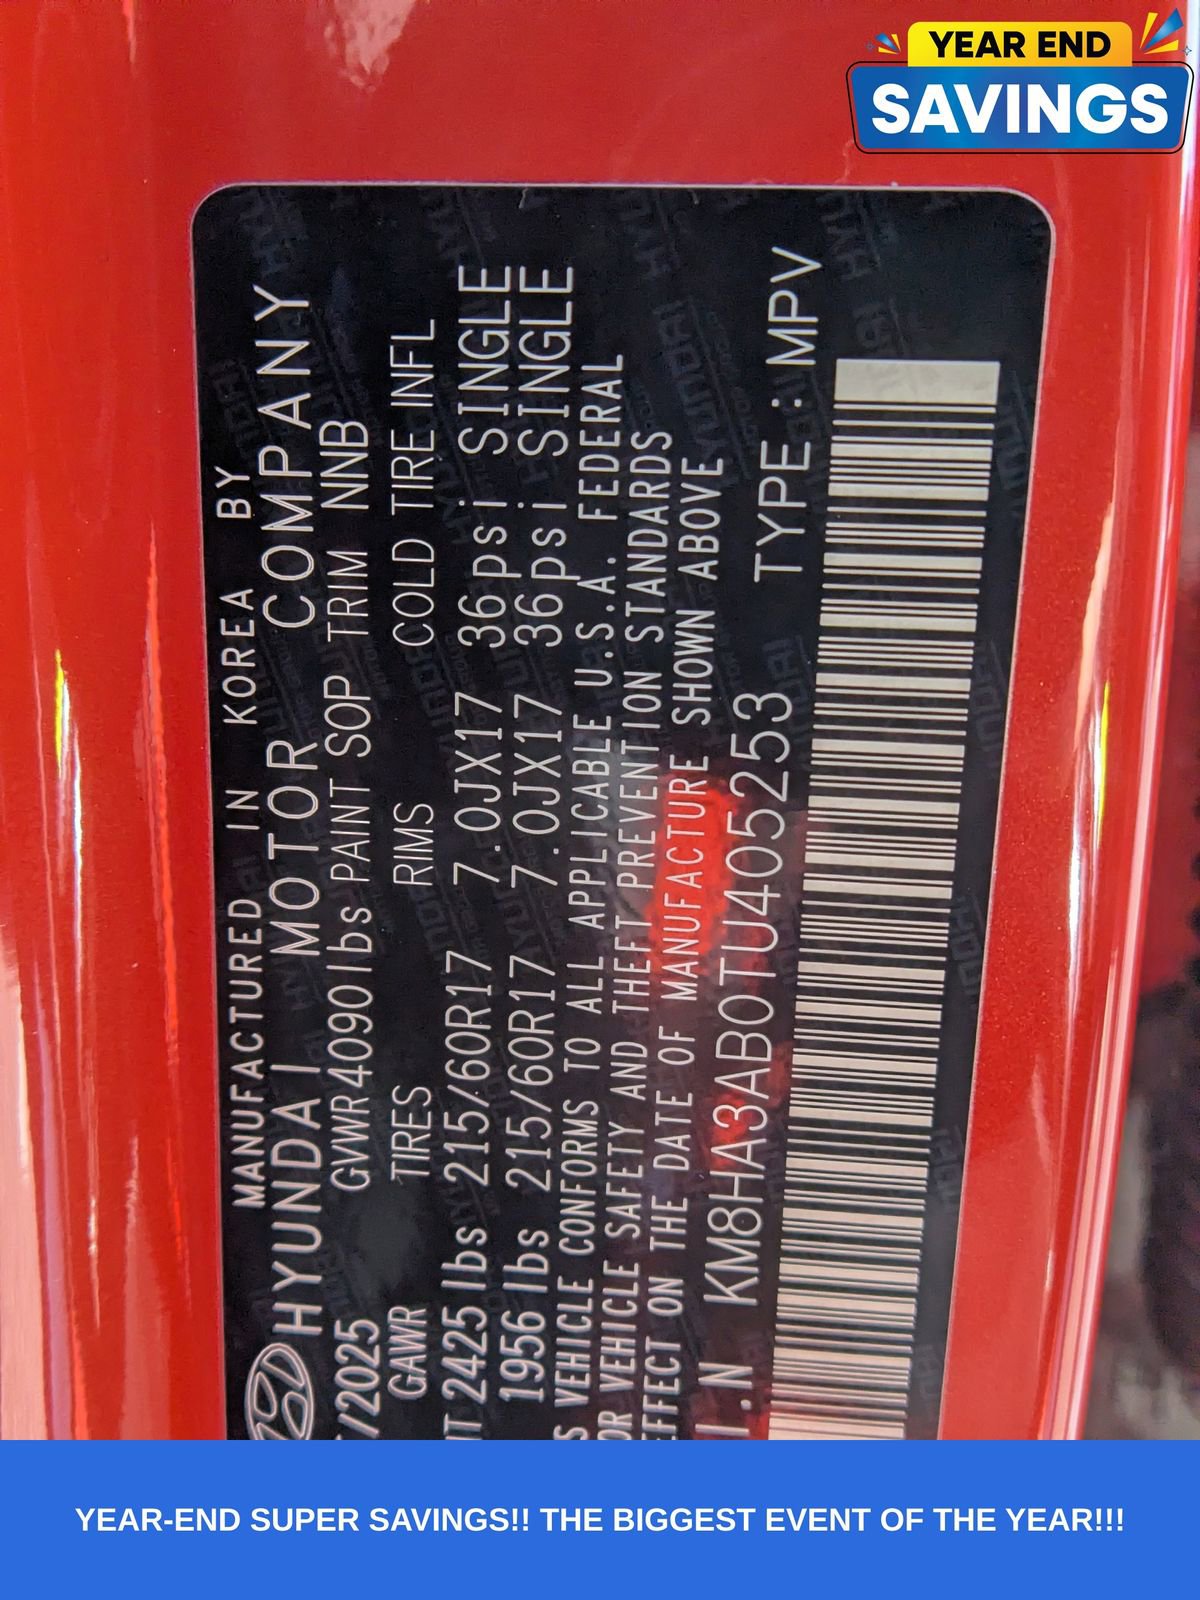 YEAR END
SAVINGS
MANUFACTURED IN KOREA BY
HYUNDAI MOTOR COMPANY
/2025 GVWR 4090lbs PAINT SOP TRIM NNB
GAWR TIRES RIMS COLD TIRE INFL
2425 lbs 215/60R17 7.0JX17 36psi SINGLE
1956 lbs 215/60R17 7.0JX17 36psi SINGLE
VEHICLE CONFORMS TO ALL APPLICABLE U.S.A. FEDERAL
VEHICLE SAFETY AND THEFT PREVENTION STANDARDS
EFFECT ON THE DATE OF MANUFACTURE SHOWN ABOVE
I.N KM8HA3AB0TU405253 TYPE : MPV
YEAR-END SUPER SAVINGS!! THE BIGGEST EVENT OF THE YEAR!!!